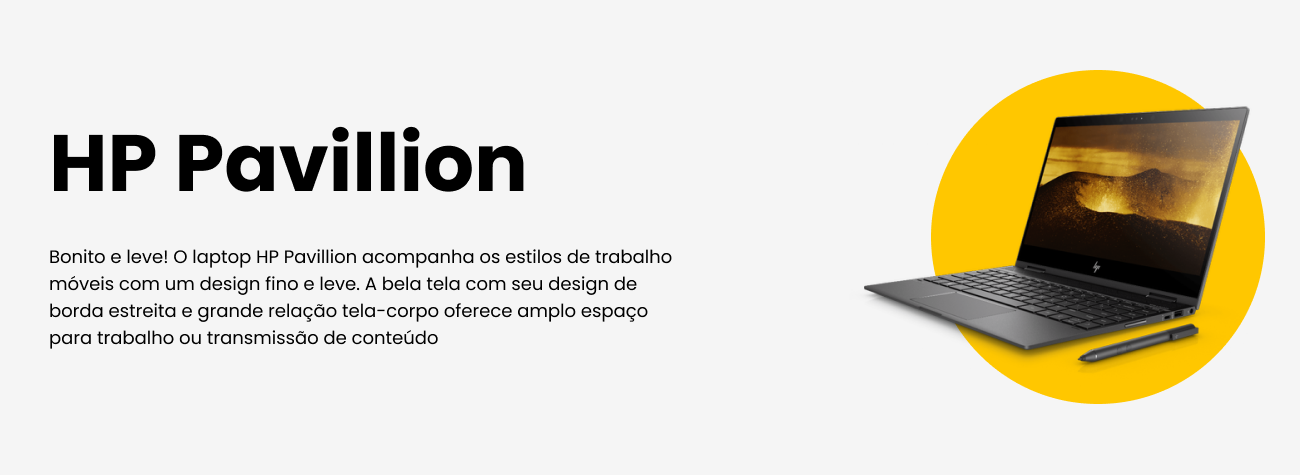 HP Pavillion
Bonito e leve! O laptop HP Pavillion acompanha os estilos de trabalho
móveis com um design fino e leve. A bela tela com seu design de
borda estreita e grande relação tela-corpo oferece amplo espaço
para trabalho ou transmissão de conteúdo